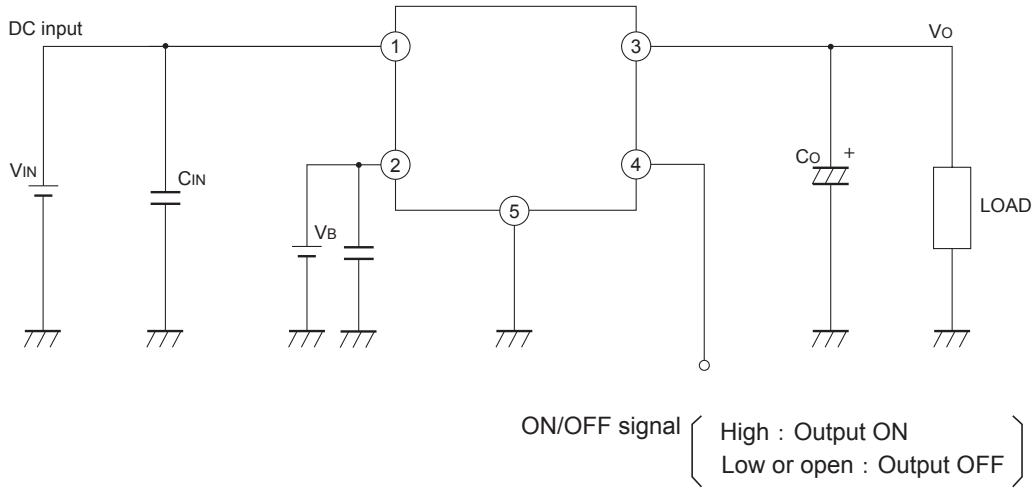 DC input
1
3
VO
VIN
CIN
2
VB
4
5
CO
+
LOAD
ON/OFF signal
High : Output ON
Low or open : Output OFF